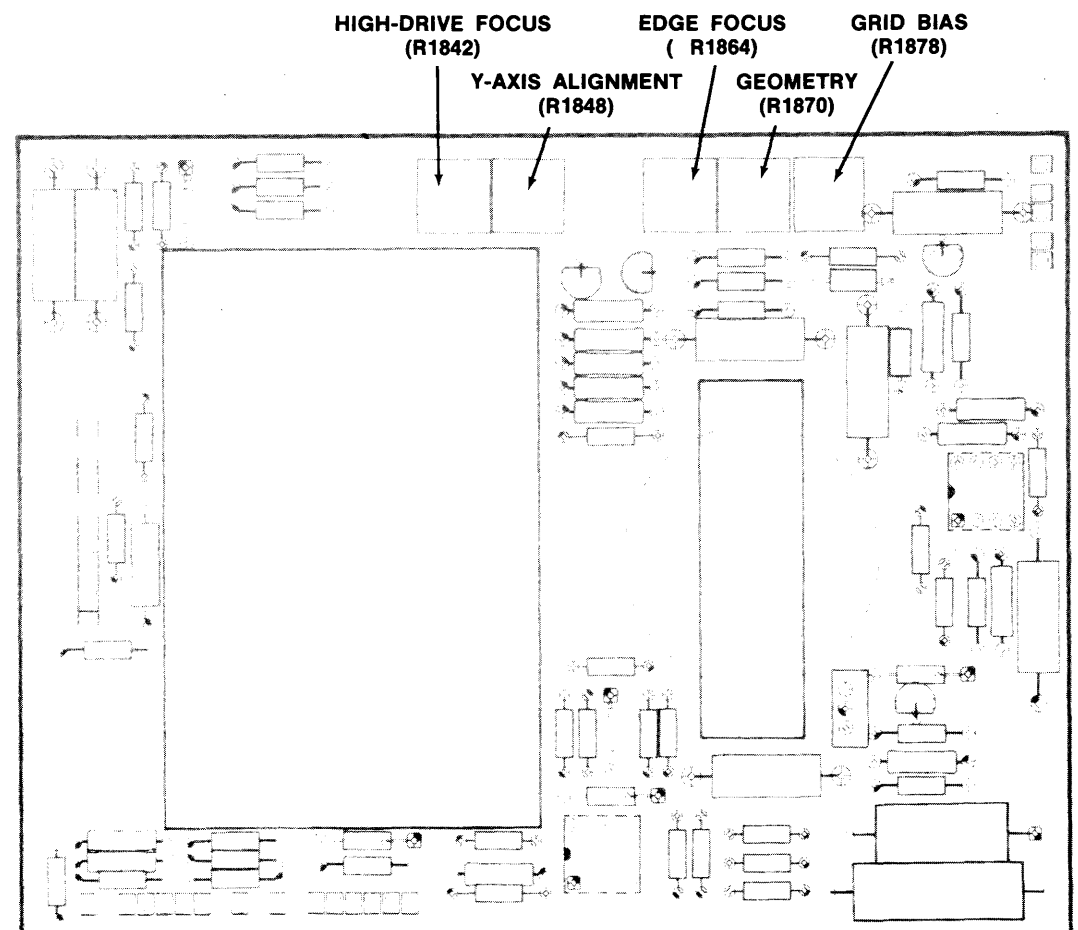 HIGH-DRIVE FOCUS
(R1842)
EDGE FOCUS
( R1864)
GRID BIAS
(R1878)
Y-AXIS ALIGNMENT
(R1848)
GEOMETRY
(R1870)